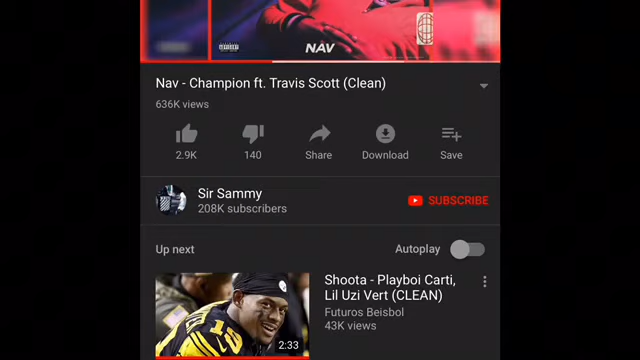 NAV
Nav - Champion ft. Travis Scott (Clean)
636K views
2.9K
140
Share
Download
Save
Sir Sammy
208K subscribers
SUBSCRIBE
Up next
Autoplay
Shoota - Playboi Carti,
Lil Uzi Vert (CLEAN)
Futuros Beisbol
43K views
2:33